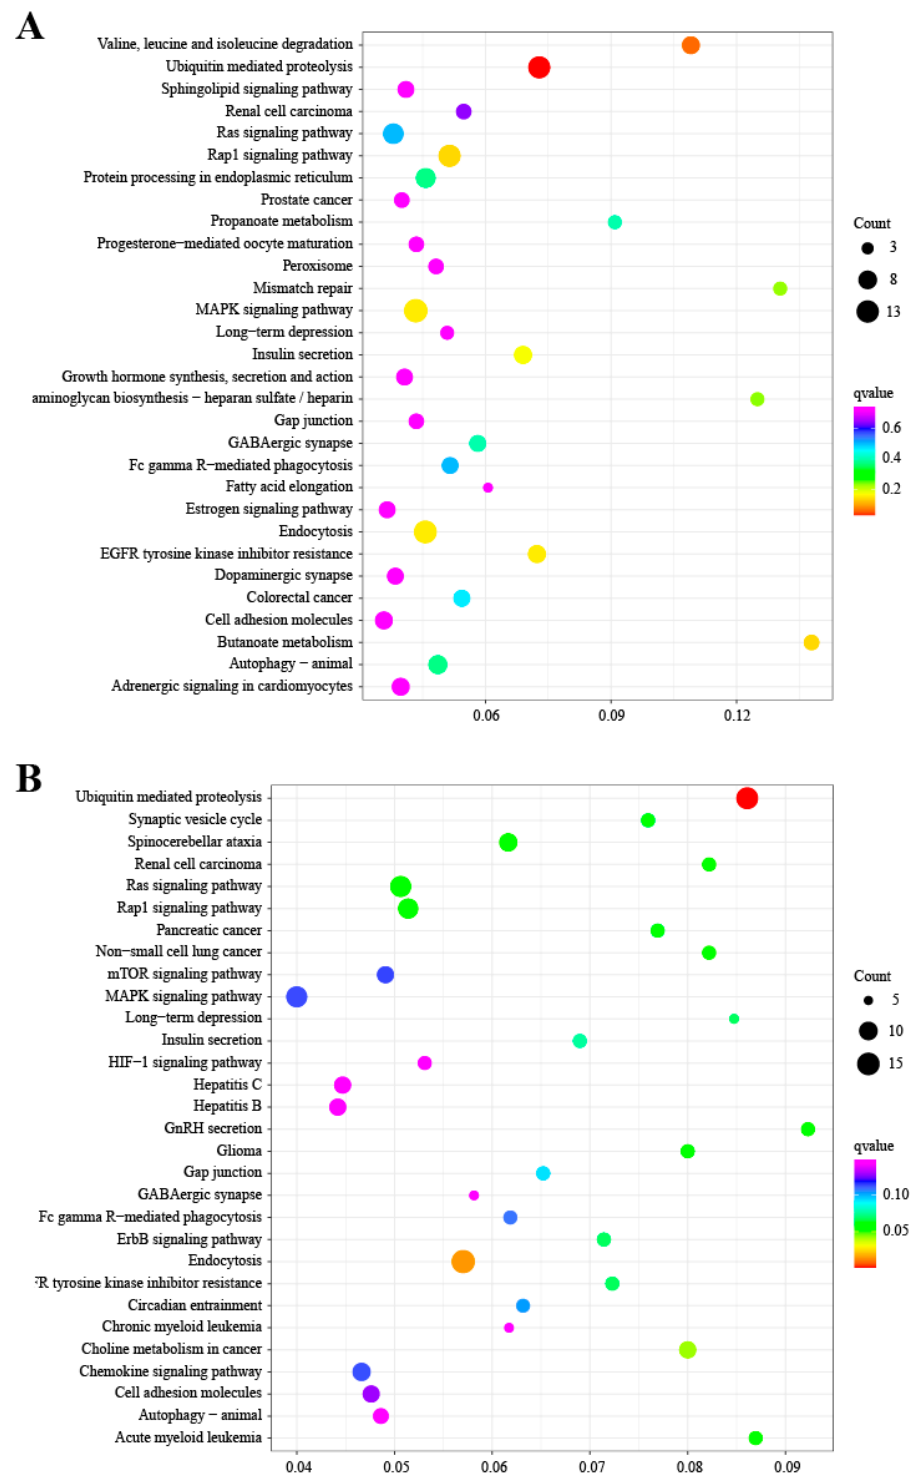 A
Valine, leucine and isoleucine degradation
Ubiquitin mediated proteolysis
Sphingolipid signaling pathway
Renal cell carcinoma
Ras signaling pathway
Rap1 signaling pathway
Protein processing in endoplasmic reticulum
Prostate cancer
Propanoate metabolism
Progesterone−mediated oocyte maturation
Peroxisome
Mismatch repair
MAPK signaling pathway
Long−term depression
Insulin secretion
Growth hormone synthesis, secretion and action
aminoglycan biosynthesis − heparan sulfate / heparin
Gap junction
GABAergic synapse
Fc gamma R−mediated phagocytosis
Fatty acid elongation
Estrogen signaling pathway
Endocytosis
EGFR tyrosine kinase inhibitor resistance
Dopaminergic synapse
Colorectal cancer
Cell adhesion molecules
Butanoate metabolism
Autophagy − animal
Adrenergic signaling in cardiomyocytes
0.06 0.09 0.12
Count
3
8
13
qvalue
0.6
0.4
0.2
B
Ubiquitin mediated proteolysis
Synaptic vesicle cycle
Spinocerebellar ataxia
Renal cell carcinoma
Ras signaling pathway
Rap1 signaling pathway
Pancreatic cancer
Non−small cell lung cancer
mTOR signaling pathway
MAPK signaling pathway
Long−term depression
Insulin secretion
HIF−1 signaling pathway
Hepatitis C
Hepatitis B
GnRH secretion
Glioma
Gap junction
GABAergic synapse
Fc gamma R−mediated phagocytosis
ErbB signaling pathway
Endocytosis
FR tyrosine kinase inhibitor resistance
Circadian entrainment
Chronic myeloid leukemia
Choline metabolism in cancer
Chemokine signaling pathway
Cell adhesion molecules
Autophagy − animal
Acute myeloid leukemia
0.04 0.05 0.06 0.07 0.08 0.09
Count
5
10
15
qvalue
0.10
0.05